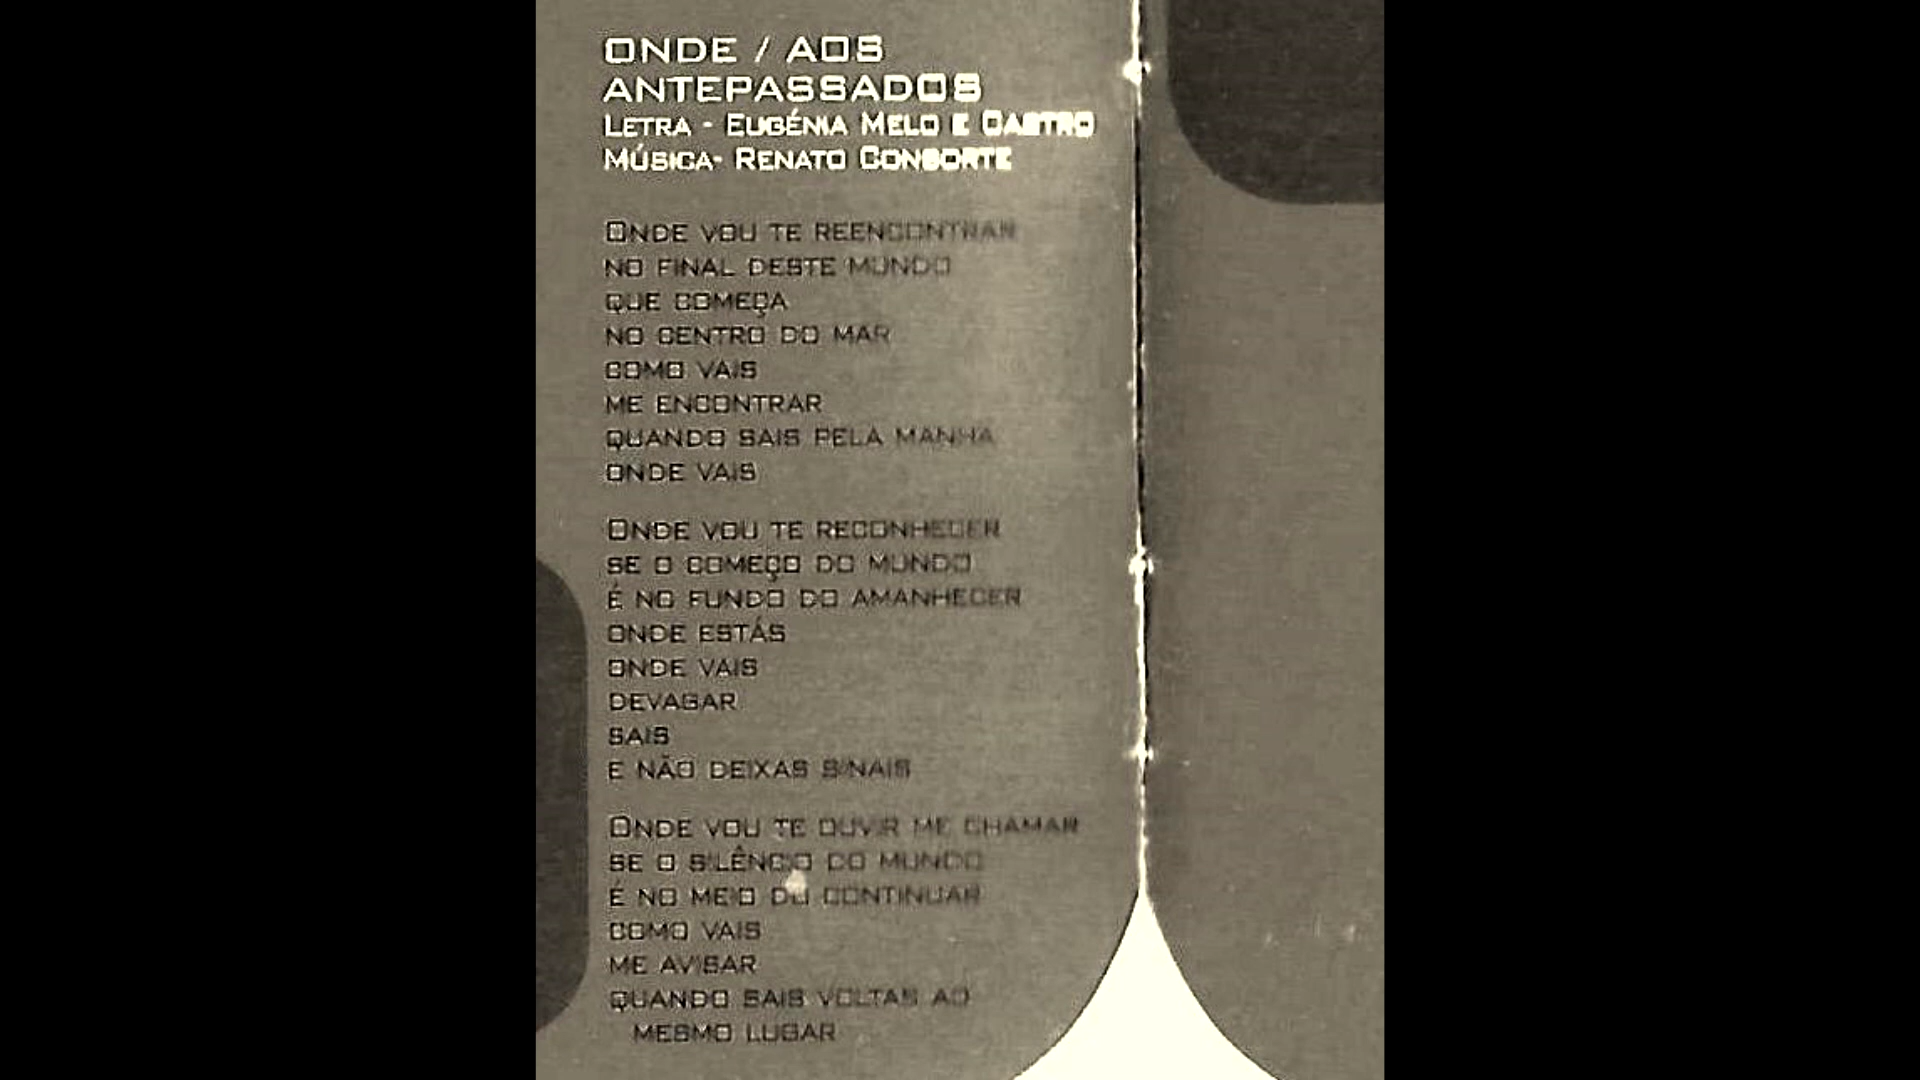 ONDE / AOS
ANTEPASSADOS
LETRA - EUGÉNIA MELO E CASTRO
MÚSICA- RENATO CONSORTE
ONDE VOU TE REENCONTRAR
NO FINAL DESTE MUNDO
QUE COMEÇA
NO CENTRO DO MAR
COMO VAIS
ME ENCONTRAR
QUANDO SAIS PELA MANHÃ
ONDE VAIS
ONDE VOU TE RECONHECER
SE O COMEÇO DO MUNDO
É NO FUNDO DO AMANHECER
ONDE ESTÁS
ONDE VAIS
DEVAGAR
SAIS
E NÃO DEIXAS SINAIS
ONDE VOU TE OUVIR ME CHAMAR
SE O SILÊNCIO DO MUNDO
É NO MEIO DO CONTINUAR
COMO VAIS
ME AVISAR
QUANDO SAIS VOLTAS AO
MESMO LUGAR